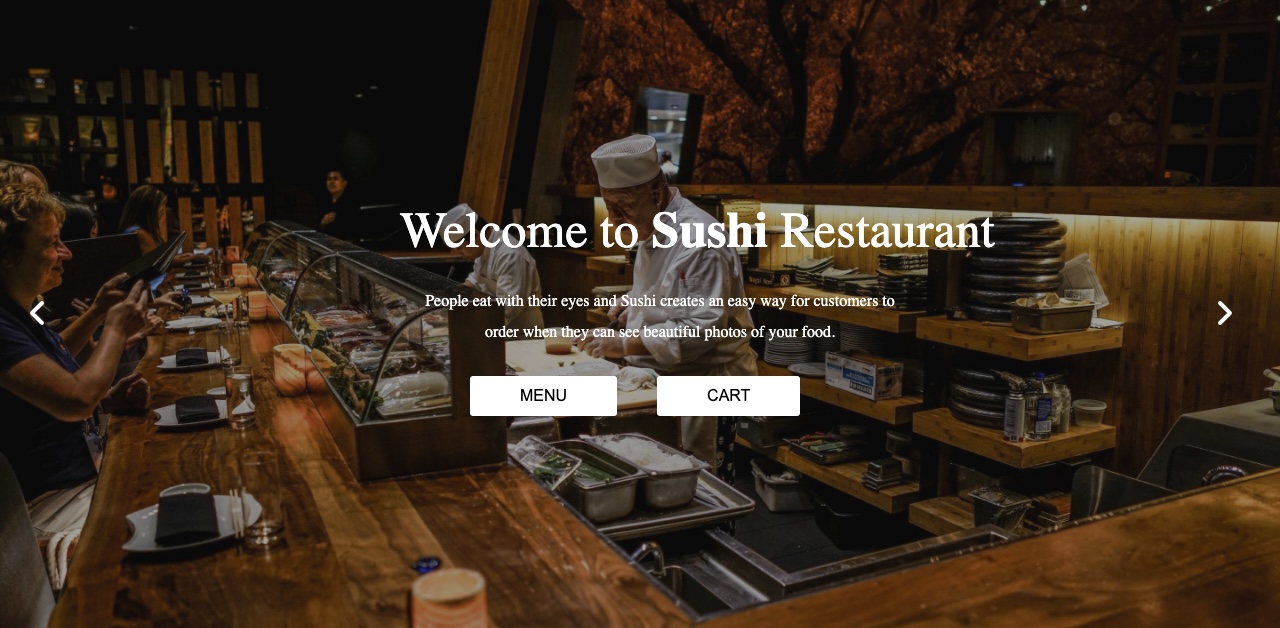 Welcome to Sushi Restaurant
People eat with their eyes and Sushi creates an easy way for customers to
order when they can see beautiful photos of your food.
MENU
CART